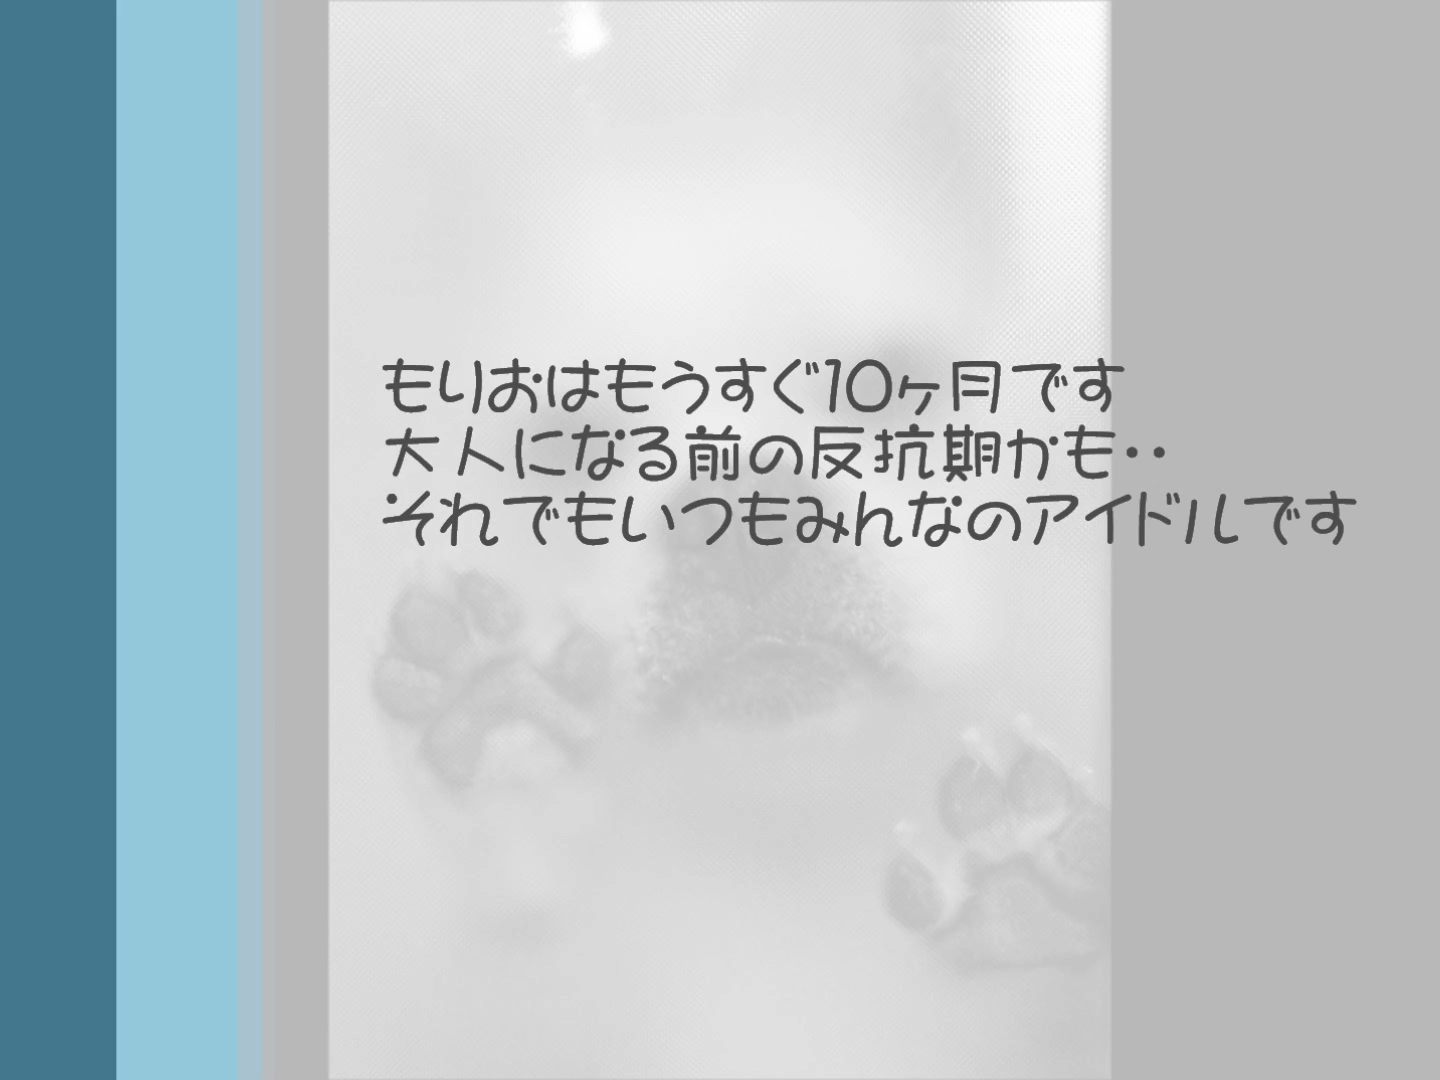 もりおはもうすぐ10ヶ月です
大人になる前の反抗期かも・・
それでもいつもみんなのアイドルです